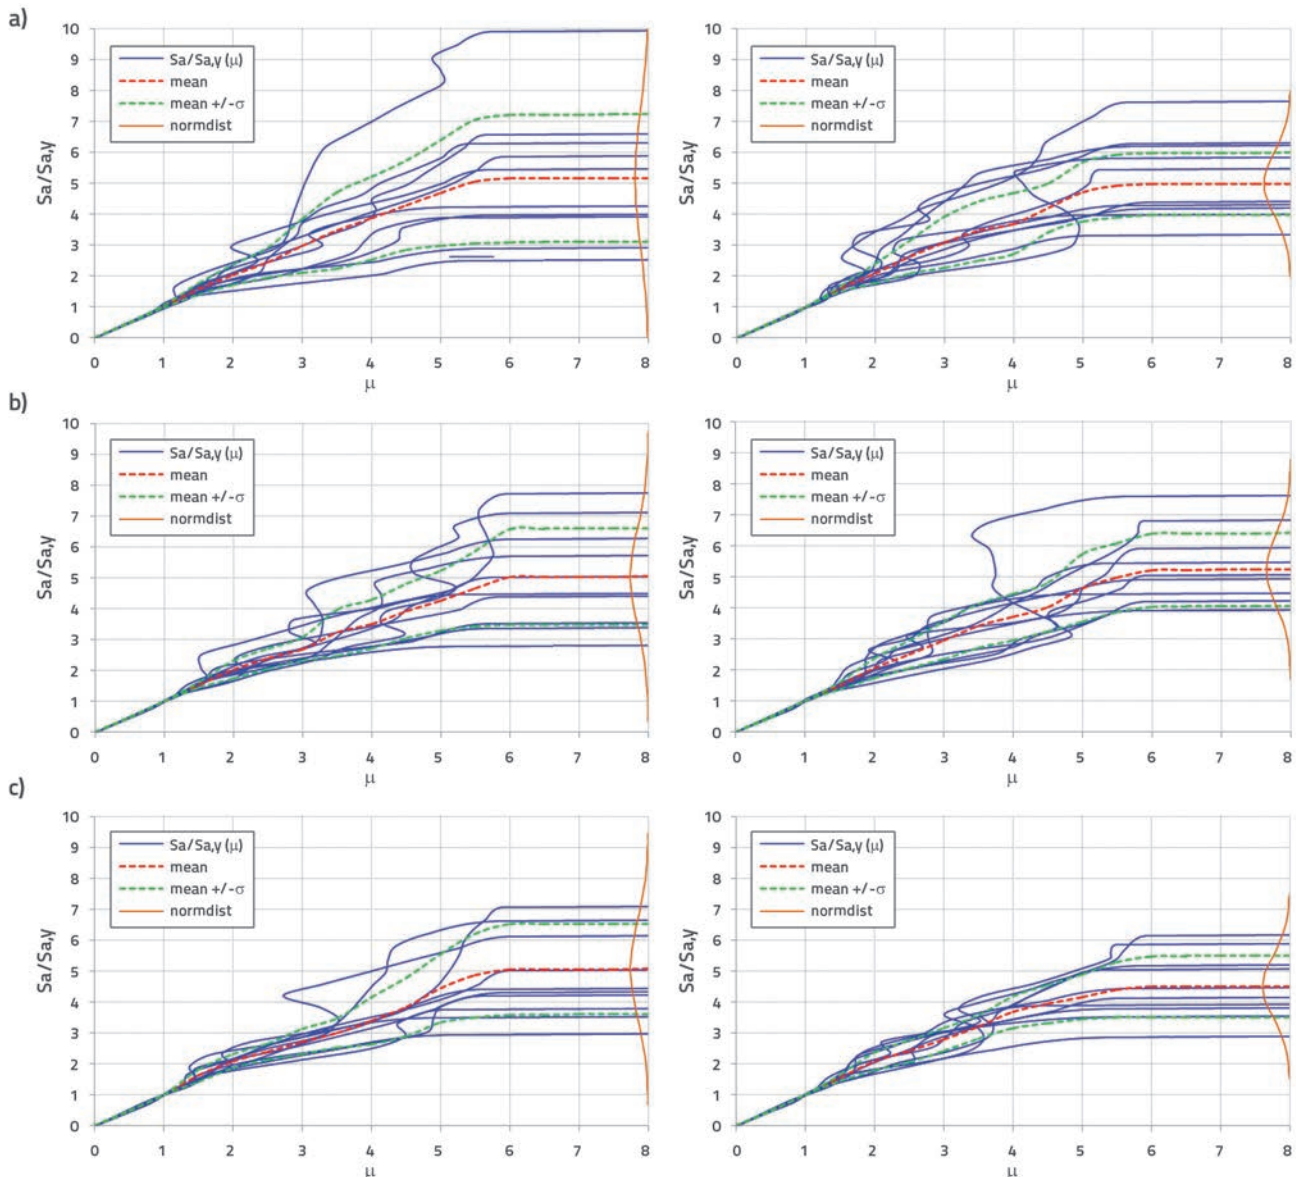 a)
10
9
8
7
6
5
4
3
2
1
0
Sa/Sa,y
Sa/Sa,y (μ)
mean
mean +/-σ
normdist
0 1 2 3 4 5 6 7 8
μ
10
9
8
7
6
5
4
3
2
1
0
Sa/Sa,y
Sa/Sa,y (μ)
mean
mean +/-σ
normdist
0 1 2 3 4 5 6 7 8
μ
b)
10
9
8
7
6
5
4
3
2
1
0
Sa/Sa,y
Sa/Sa,y (μ)
mean
mean +/-σ
normdist
0 1 2 3 4 5 6 7 8
μ
10
9
8
7
6
5
4
3
2
1
0
Sa/Sa,y
Sa/Sa,y (μ)
mean
mean +/-σ
normdist
0 1 2 3 4 5 6 7 8
μ
c)
10
9
8
7
6
5
4
3
2
1
0
Sa/Sa,y
Sa/Sa,y (μ)
mean
mean +/-σ
normdist
0 1 2 3 4 5 6 7 8
μ
10
9
8
7
6
5
4
3
2
1
0
Sa/Sa,y
Sa/Sa,y (μ)
mean
mean +/-σ
normdist
0 1 2 3 4 5 6 7 8
μ